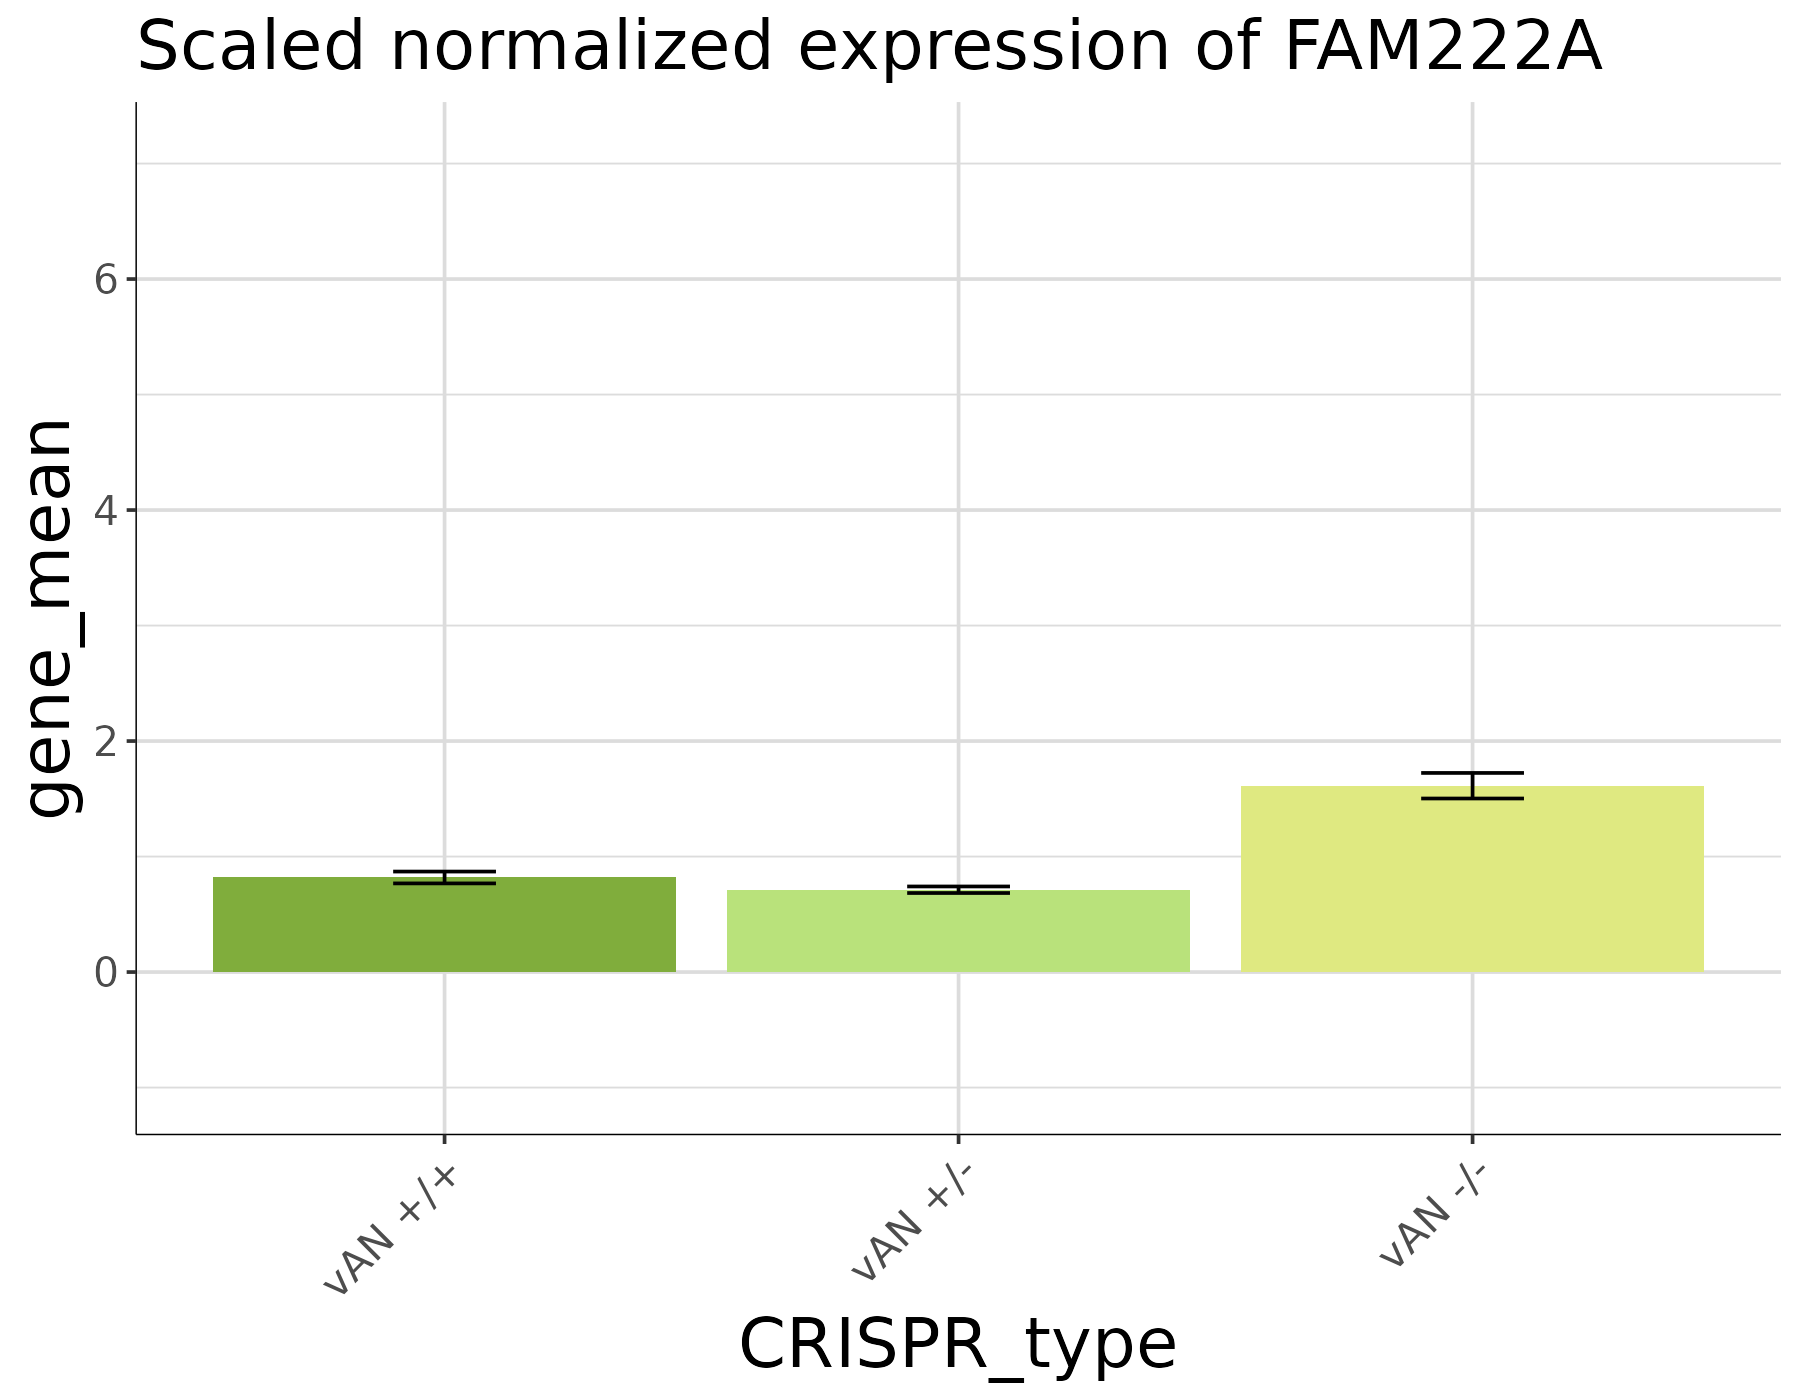 Scaled normalized expression of FAM222A
gene_mean
6
4
2
0
vAN +/+
vAN +/-
vAN -/-
CRISPR_type